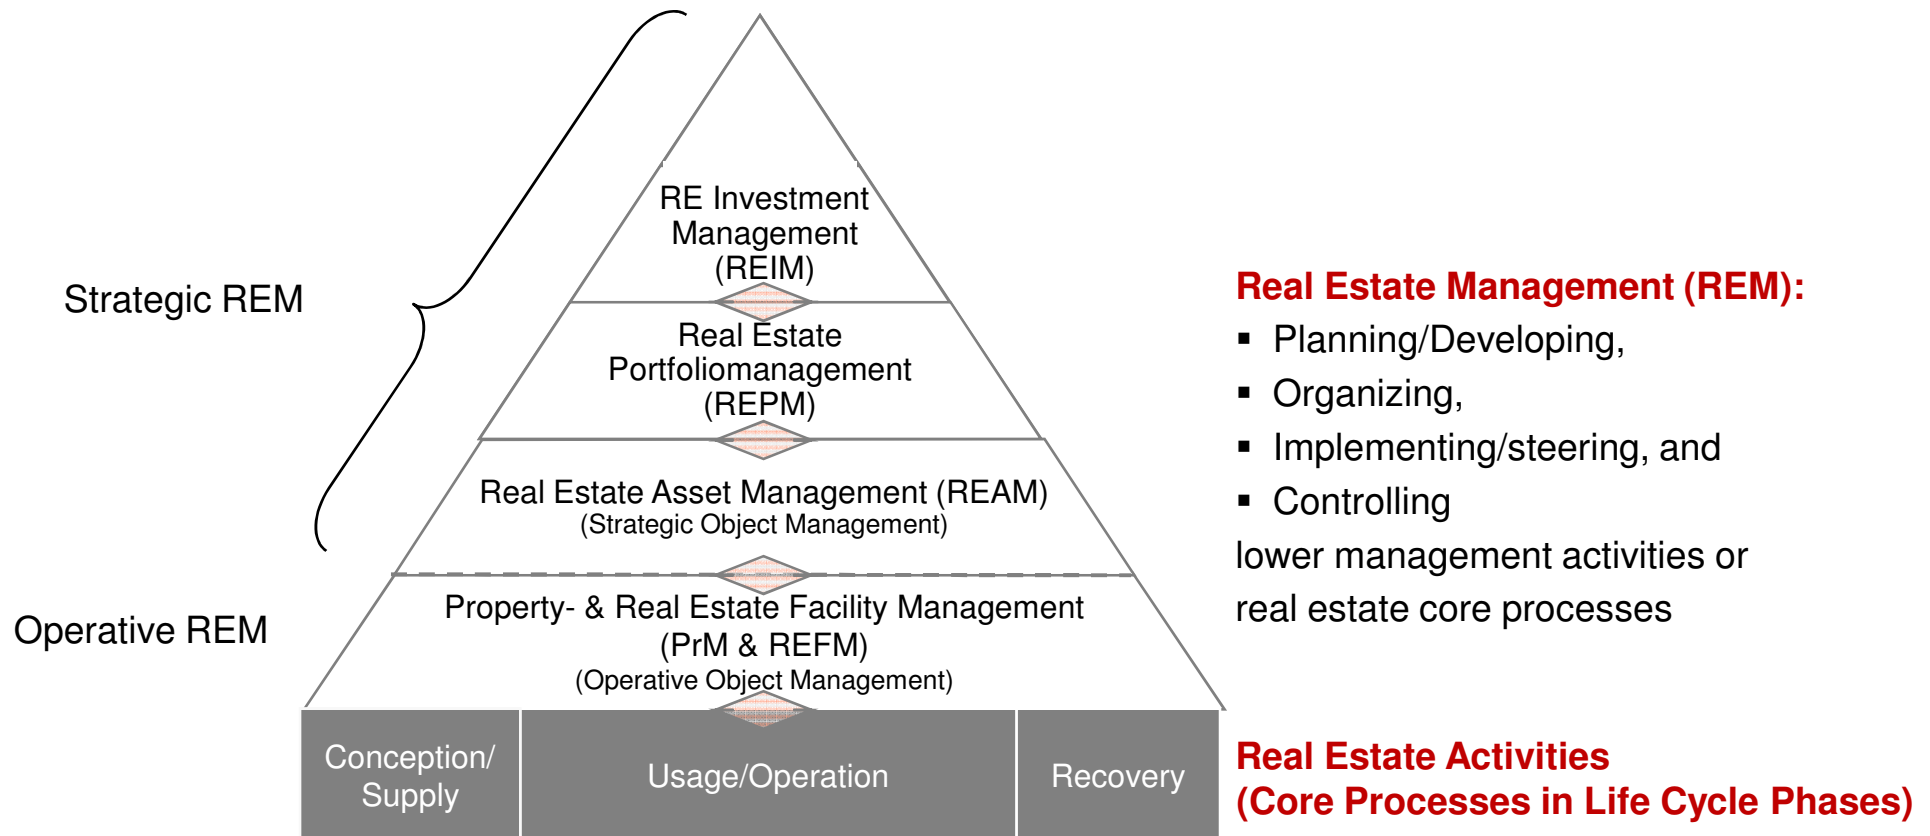 RE Investment
Management
(REIM)
Strategic REM
Real Estate
Portfoliomanagement
(REPM)
Real Estate Asset Management (REAM)
(Strategic Object Management)
Operative REM
Property- & Real Estate Facility Management
(PrM & REFM)
(Operative Object Management)
Conception/
Supply
Usage/Operation
Recovery
Real Estate Management (REM):
▪ Planning/Developing,
▪ Organizing,
▪ Implementing/steering, and
▪ Controlling
lower management activities or
real estate core processes
Real Estate Activities
(Core Processes in Life Cycle Phases)